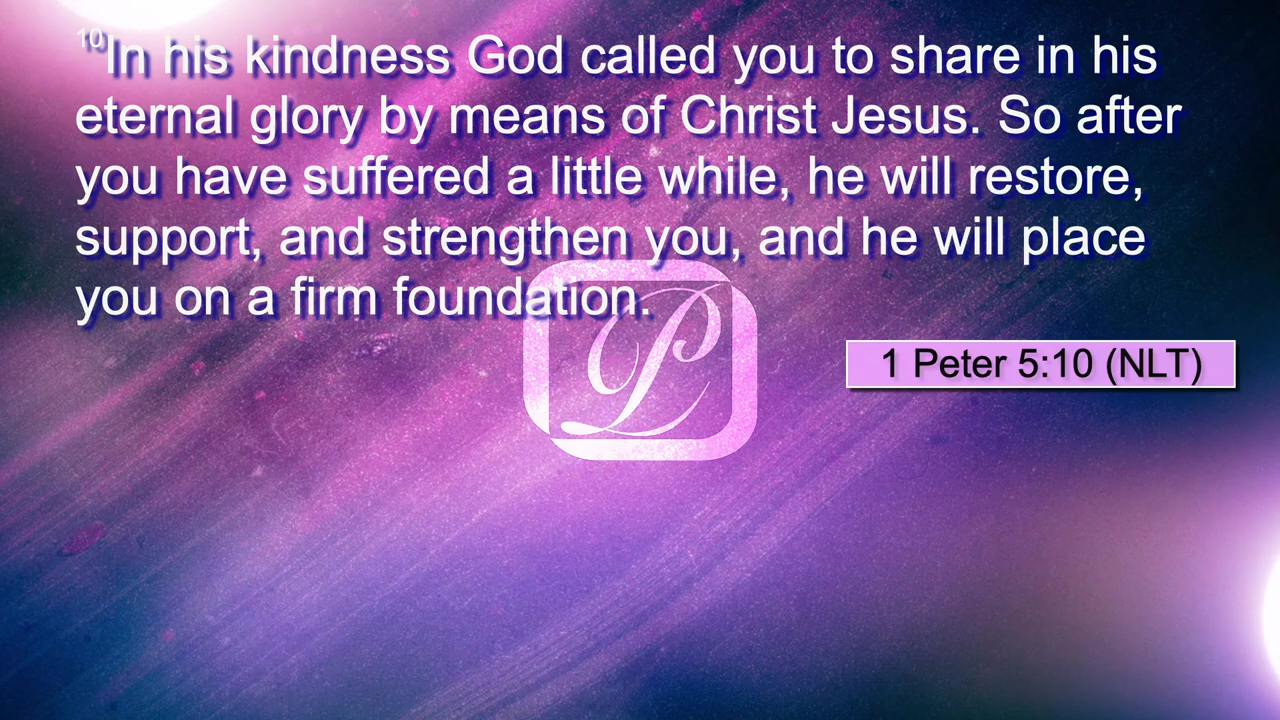 10In his kindness God called you to share in his
eternal glory by means of Christ Jesus. So after
you have suffered a little while, he will restore,
support, and strengthen you, and he will place
you on a firm foundation.
1 Peter 5:10 (NLT)